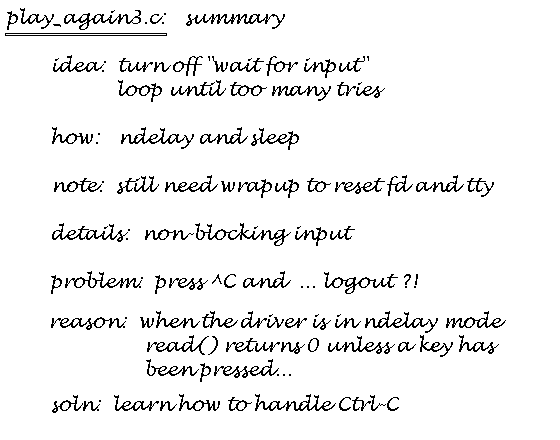 play_again3.c: summary
idea: turn off "wait for input"
loop until too many tries
how: ndelay and sleep
note: still need wrapup to reset fd and tty
details: non-blocking input
problem: press ^C and ... logout ?!
reason: when the driver is in ndelay mode
read() returns 0 unless a key has
been pressed...
soln: learn how to handle Ctrl-C